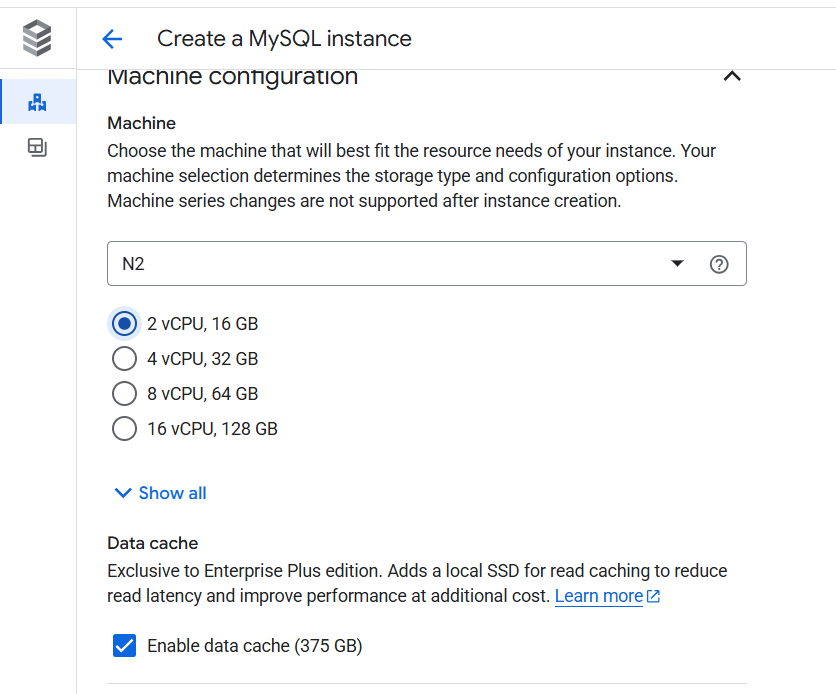 Create a MySQL instance
Machine configuration
Machine
Choose the machine that will best fit the resource needs of your instance. Your
machine selection determines the storage type and configuration options.
Machine series changes are not supported after instance creation.
N2
2 vCPU, 16 GB
4 vCPU, 32 GB
8 vCPU, 64 GB
16 vCPU, 128 GB
Show all
Data cache
Exclusive to Enterprise Plus edition. Adds a local SSD for read caching to reduce
read latency and improve performance at additional cost. Learn more
Enable data cache (375 GB)